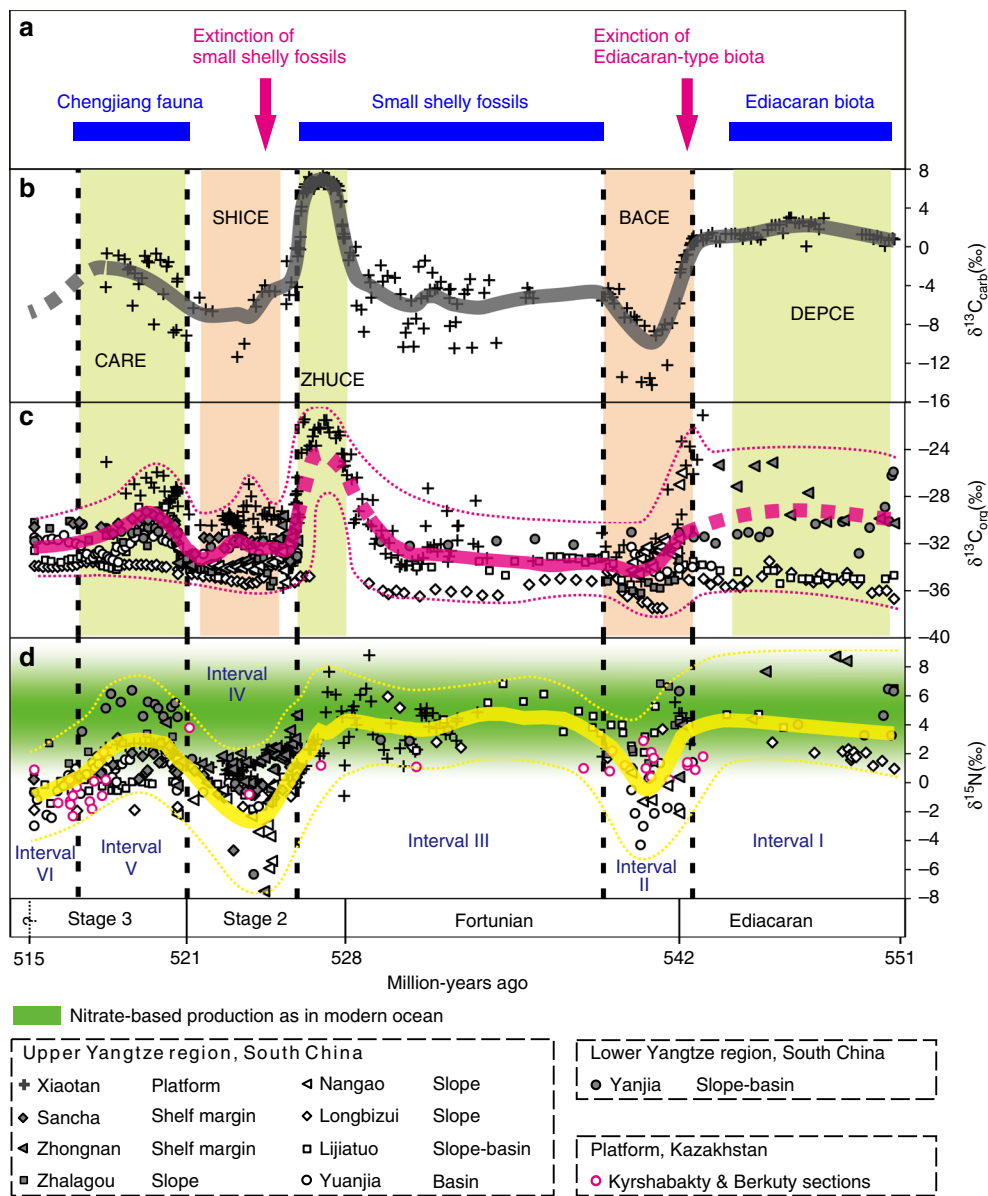 a
Extinction of
small shelly fossils
Exinction of
Ediacaran-type biota
Chengjiang fauna
Small shelly fossils
Ediacaran biota
b
SHICE
BACE
CARE
ZHUCE
DEPCE
8
4
0
−4
−8
−12
−16
δ13Ccarb(‰)
c
−24
−28
−32
−36
−40
δ13Corg(‰)
d
Interval
IV
Interval
VI
Interval
V
Interval III
Interval
II
Interval I
8
6
4
2
0
−2
−4
−6
−8
δ15N(‰)
?
Stage 3
Stage 2
Fortunian
Ediacaran
515
521
528
542
551
Million-years ago
Nitrate-based production as in modern ocean
Upper Yangtze region, South China
Xiaotan Platform
Sancha Shelf margin
Zhongnan Shelf margin
Zhalagou Slope
Nangao Slope
Longbizui Slope
Lijiatuo Slope-basin
Yuanjia Basin
Lower Yangtze region, South China
Yanjia Slope-basin
Platform, Kazakhstan
Kyrshabakty & Berkuty sections